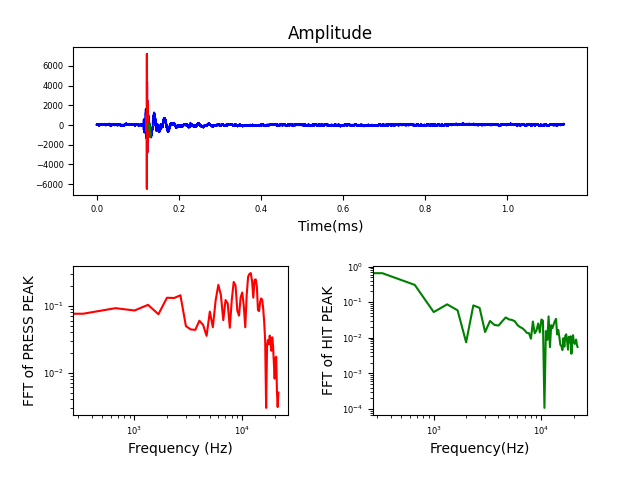 Amplitude
6000
4000
2000
0
−2000
−4000
−6000
0.0 0.2 0.4 0.6 0.8 1.0
Time(ms)
FFT of PRESS PEAK
10⁻¹
10⁻²
10³ 10⁴
Frequency (Hz)
FFT of HIT PEAK
10⁰
10⁻¹
10⁻²
10⁻³
10⁻⁴
10³ 10⁴
Frequency(Hz)